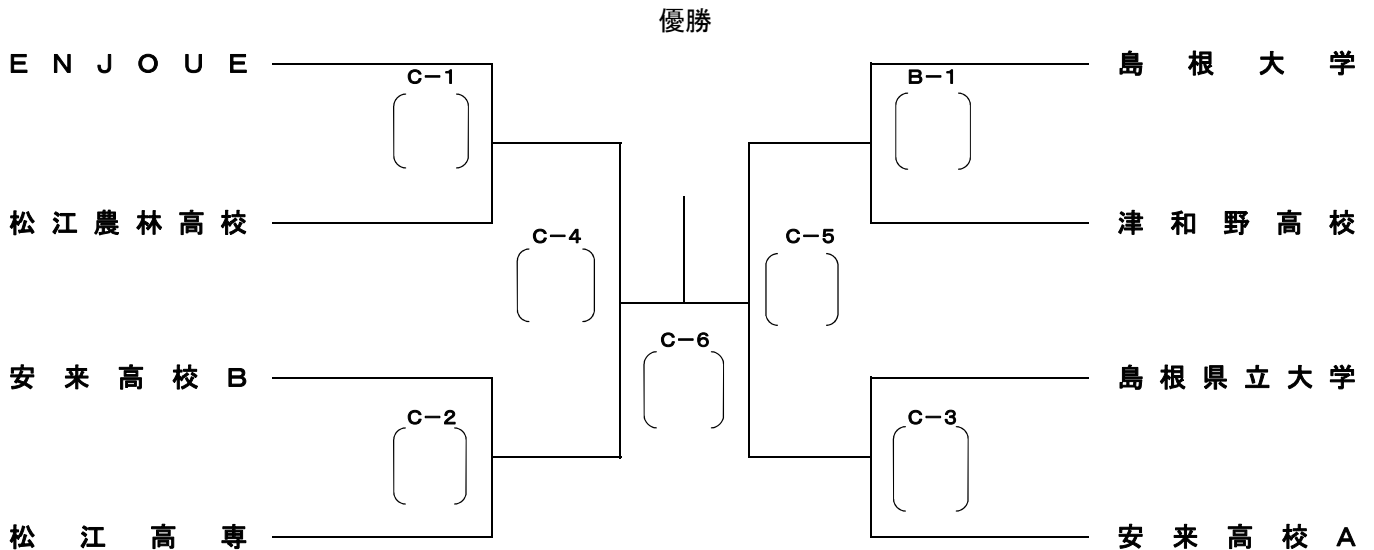 優勝
ENJOUE
C-1
B-1
島根大学
松江農林高校
津和野高校
C-4
C-5
C-6
安来高校B
島根県立大学
C-2
C-3
松江高専
安来高校A